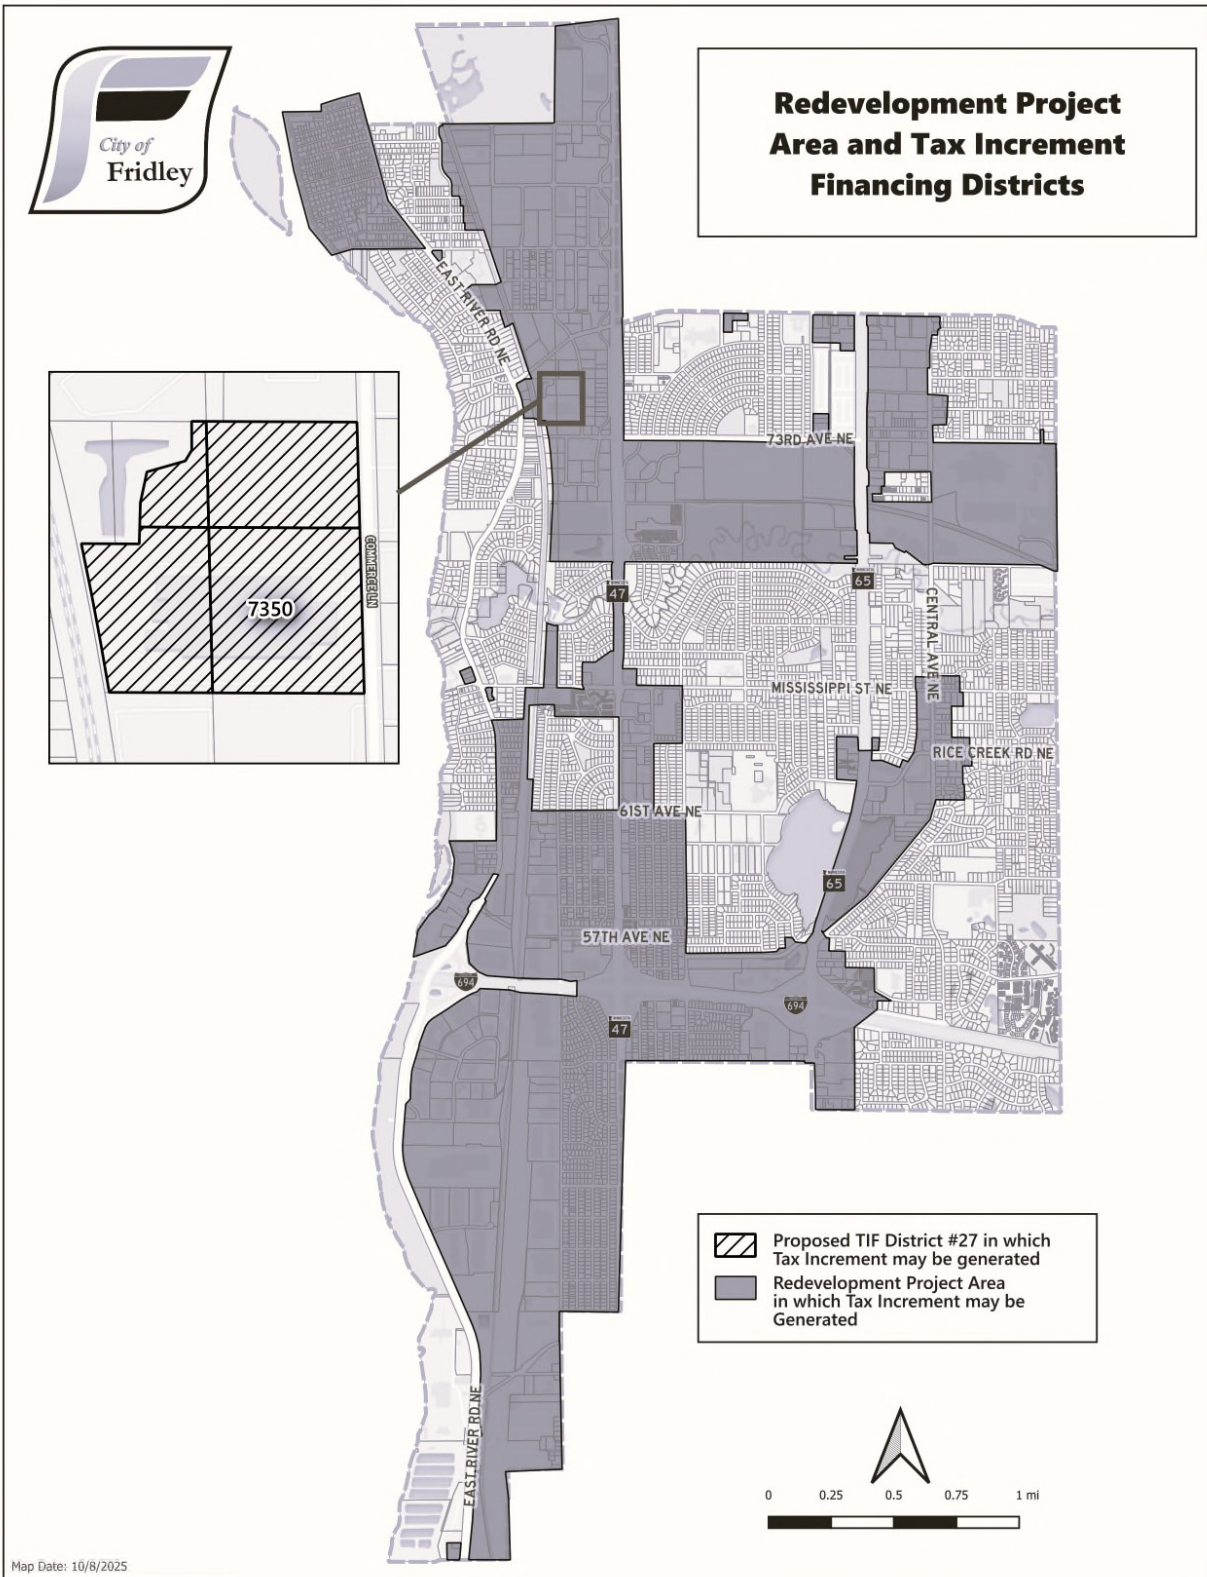 City of
Fridley
Redevelopment Project
Area and Tax Increment
Financing Districts
EAST RIVER RD NE
73RD AVE NE
COMMERCE LN
7350
47
65
CENTRAL AVE NE
MISSISSIPPI ST NE
RICE CREEK RD NE
61ST AVE NE
65
57TH AVE NE
694
694
47
Proposed TIF District #27 in which
Tax Increment may be generated
Redevelopment Project Area
in which Tax Increment may be
Generated
EAST RIVER RD NE
0 0.25 0.5 0.75 1 mi
Map Date: 10/8/2025